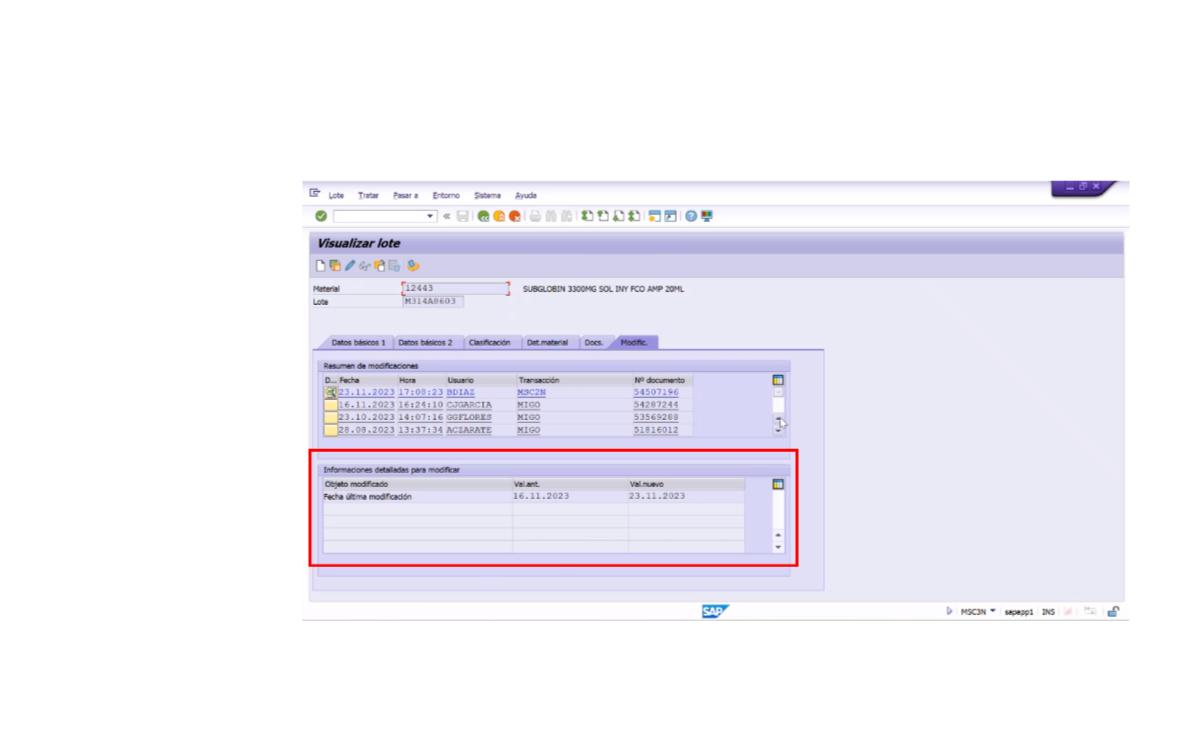 Lote Tratar Pasar a Entorno Sistema Ayuda
Visualizar lote
Material 12443 SUBGLOBIN 3300MG SOL INY FCO AMP 20ML
Lote M314A8603
Datos básicos 1 Datos básicos 2 Clasificación Dat.material Docs. Modific.
Resumen de modificaciones
D... Fecha Hora Usuario Transacción Nº documento
23.11.2023 17:08:23 BDIAZ MSC2N 54507196
16.11.2023 16:24:10 CJGARCIA MIGO 54287244
23.10.2023 14:07:16 GGFLORES MIGO 53569288
28.08.2023 13:37:34 ACZARATE MIGO 51816012
Informaciones detalladas para modificar
Objeto modificado Val.ant. Val.nuevo
Fecha última modificación 16.11.2023 23.11.2023
SAP MSC3N sapepp1 INS